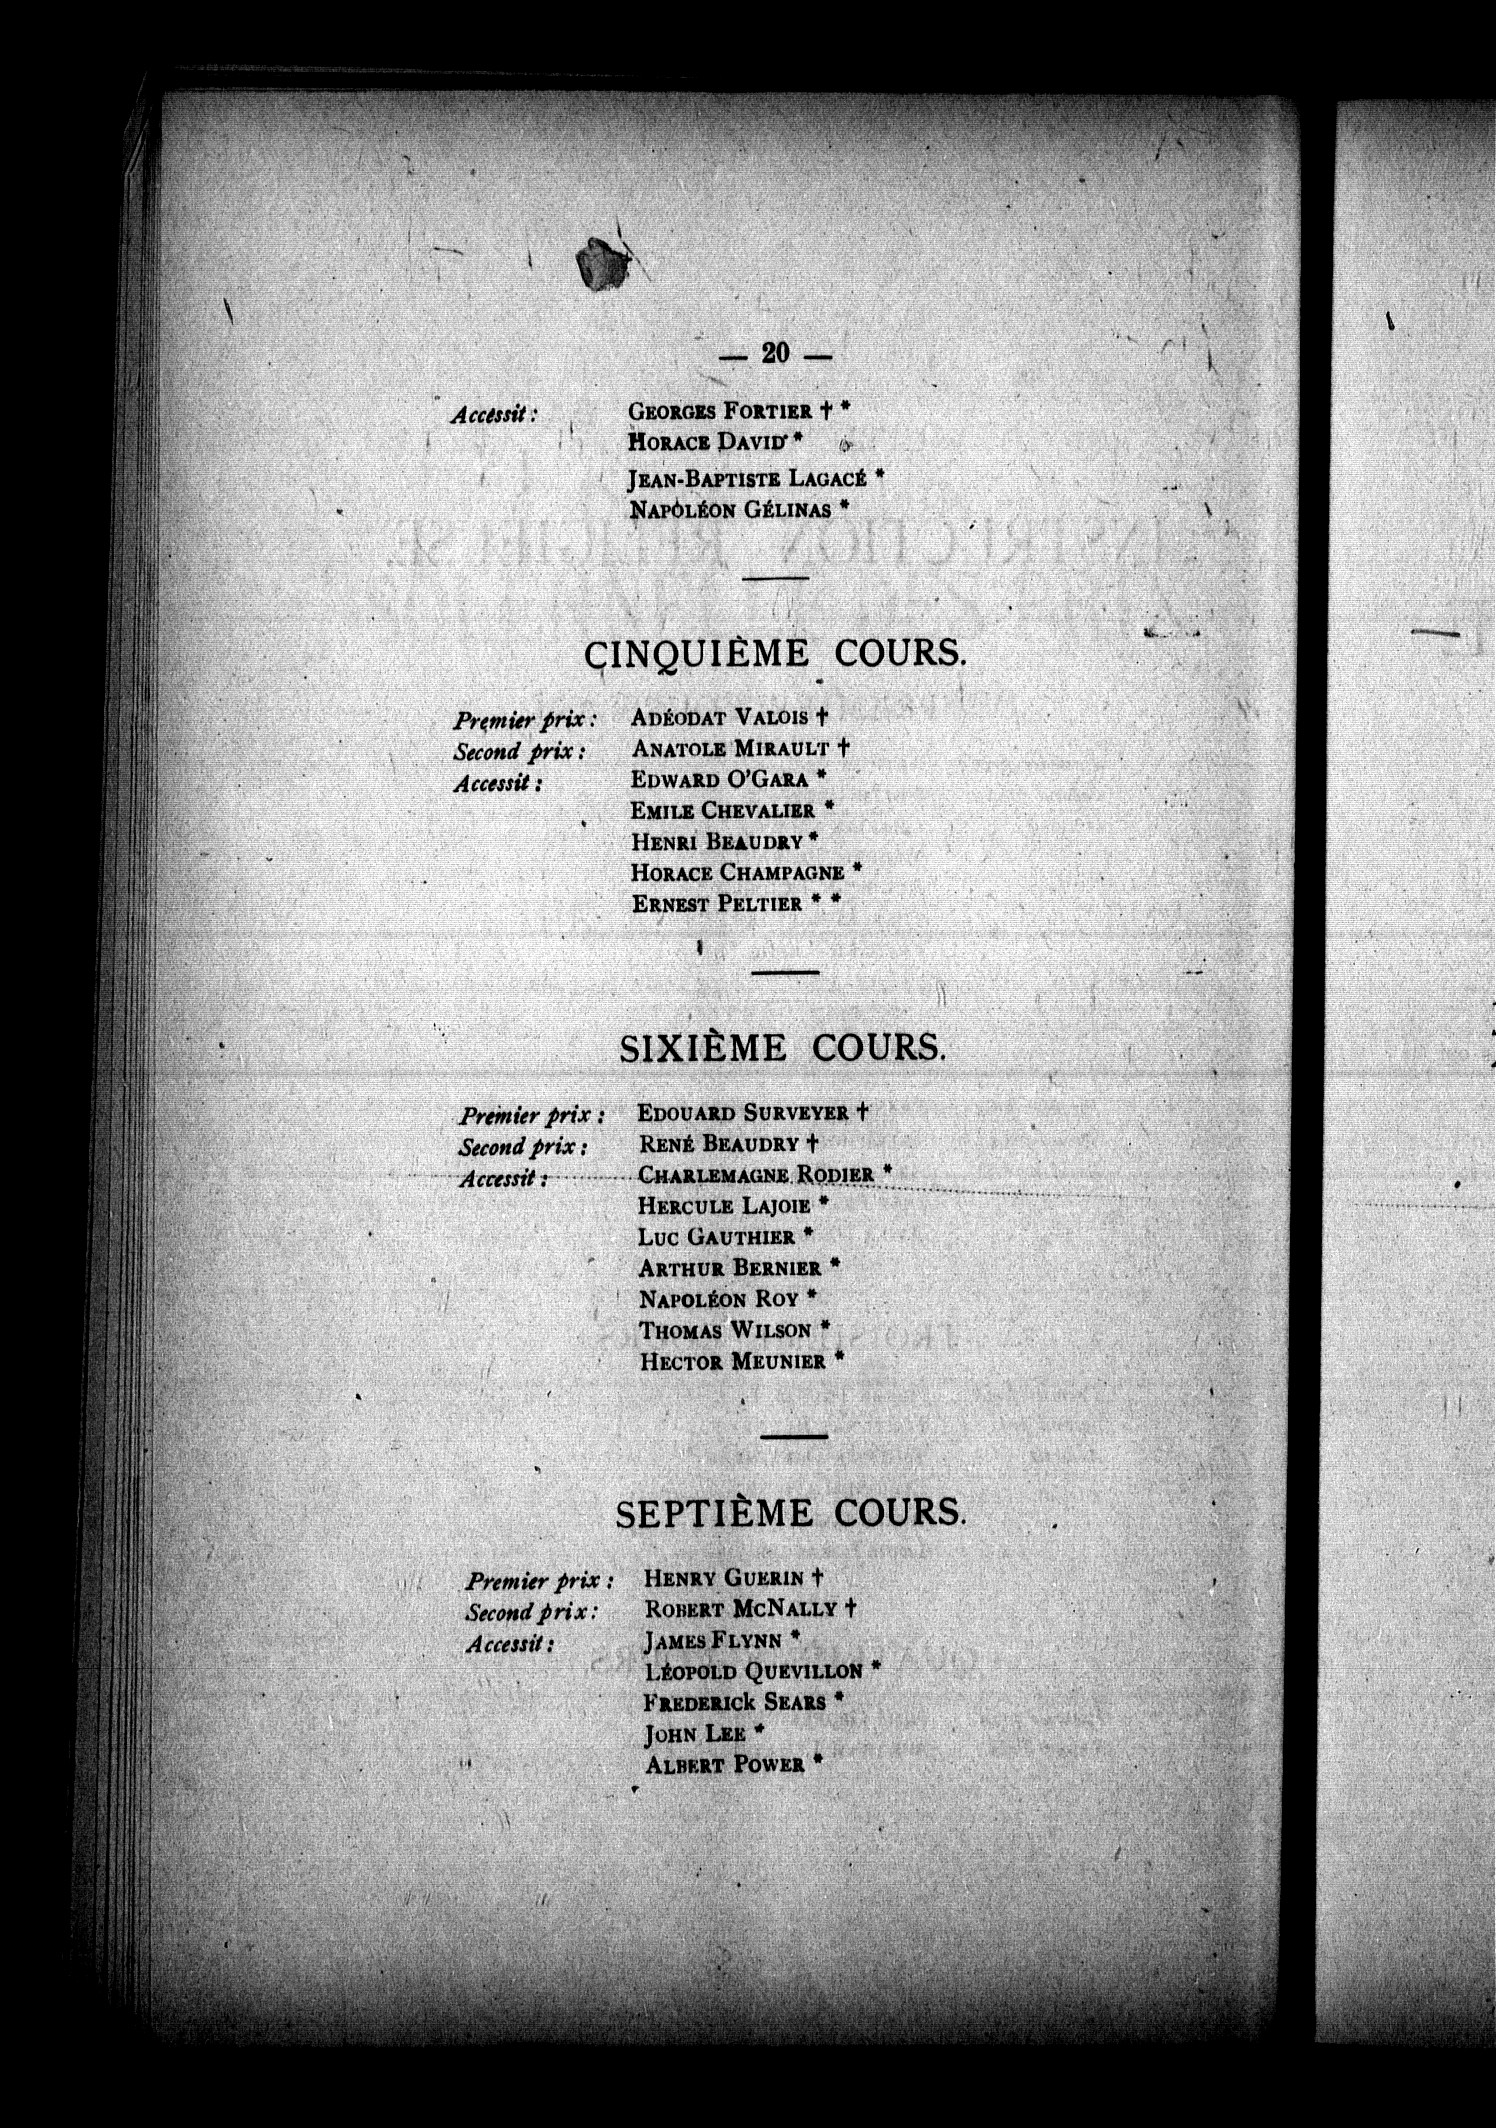 — 20 —
Accessit : GEORGES FORTIER † *
HORACE DAVID *
JEAN-BAPTISTE LAGACÉ *
NAPOLÉON GÉLINAS *
CINQUIÈME COURS.
Premier prix : ADÉODAT VALOIS †
Second prix : ANATOLE MIRAULT †
Accessit : EDWARD O'GARA *
EMILE CHEVALIER *
HENRI BEAUDRY *
HORACE CHAMPAGNE *
ERNEST PELTIER * *
SIXIÈME COURS.
Premier prix : EDOUARD SURVEYER †
Second prix : RENÉ BEAUDRY †
Accessit : CHARLEMAGNE RODIER *
HERCULE LAJOIE *
LUC GAUTHIER *
ARTHUR BERNIER *
NAPOLÉON ROY *
THOMAS WILSON *
HECTOR MEUNIER *
SEPTIÈME COURS.
Premier prix : HENRY GUERIN †
Second prix : ROBERT MCNALLY †
Accessit : JAMES FLYNN *
LÉOPOLD QUEVILLON *
FREDERICk SEARS *
JOHN LEE *
ALBERT POWER *